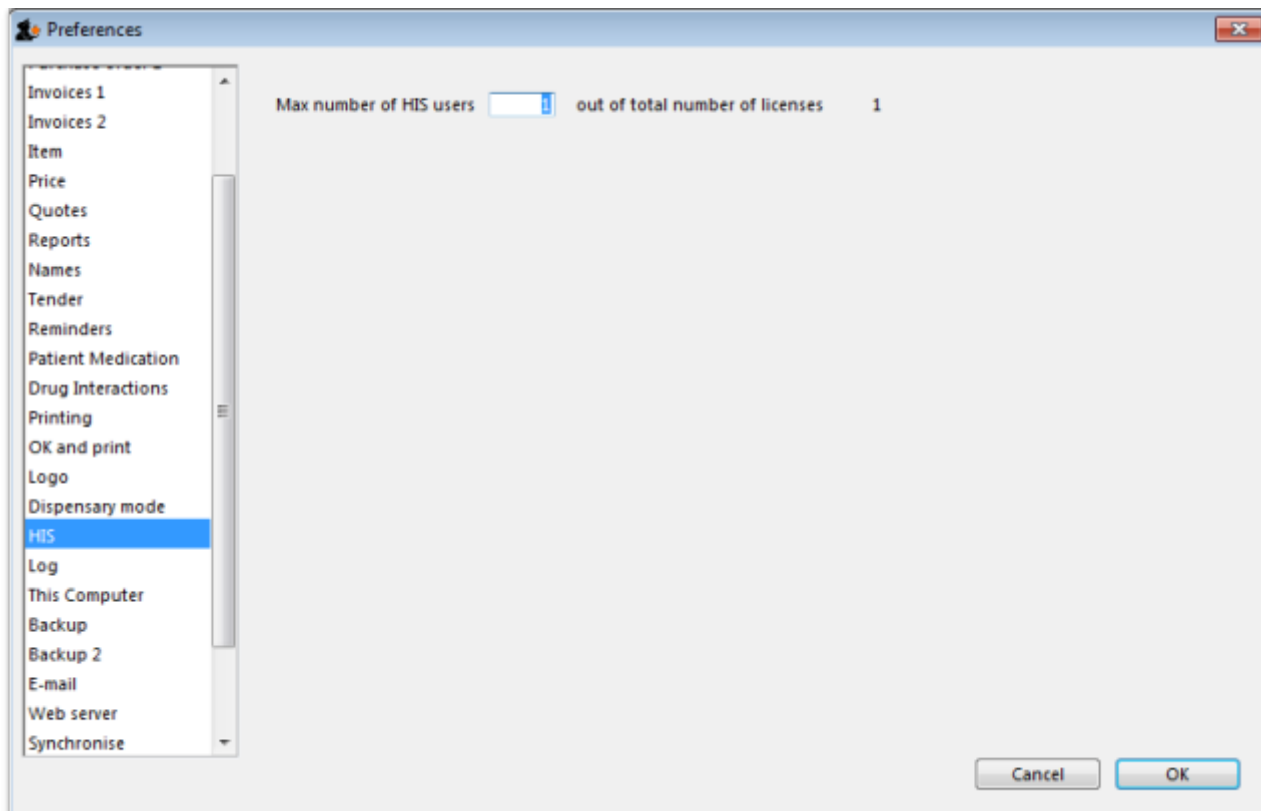 Preferences
Invoices 1
Invoices 2
Item
Price
Quotes
Reports
Names
Tender
Reminders
Patient Medication
Drug Interactions
Printing
OK and print
Logo
Dispensary mode
HIS
Log
This Computer
Backup
Backup 2
E-mail
Web server
Synchronise
Max number of HIS users 1 out of total number of licenses 1
Cancel OK